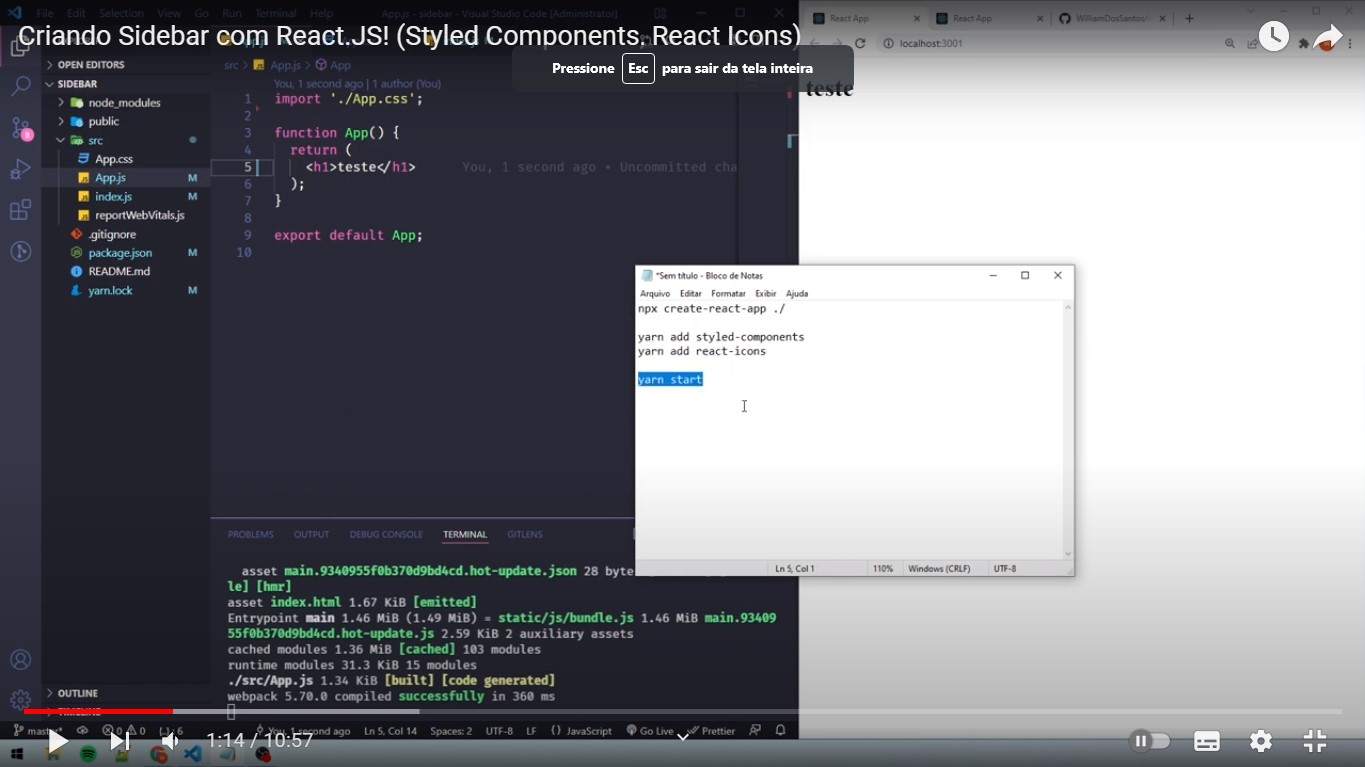 File Edit Selection View Go Run Terminal Help
App.js - sidebar - Visual Studio Code [Administrator]
Criando Sidebar com React.JS! (Styled Components, React Icons)
React App
React App
WilliamDosSantos/
localhost:3001
Pressione Esc para sair da tela inteira
OPEN EDITORS
SIDEBAR
node_modules
public
src
App.css
App.js M
index.js M
reportWebVitals.js
.gitignore
package.json M
README.md
yarn.lock M
OUTLINE
TIMELINE
src > App.js > App
You, 1 second ago | 1 author (You)
1 import './App.css';
2
3 function App() {
4 return (
5 <h1>teste</h1> You, 1 second ago • Uncommitted cha
6 );
7 }
8
9 export default App;
10
teste
*Sem título - Bloco de Notas
Arquivo Editar Formatar Exibir Ajuda
npx create-react-app ./
yarn add styled-components
yarn add react-icons
yarn start
Ln 5, Col 1 110% Windows (CRLF) UTF-8
PROBLEMS OUTPUT DEBUG CONSOLE TERMINAL GITLENS
asset main.9340955f0b370d9bd4cd.hot-update.json 28 byte
le] [hmr]
asset index.html 1.67 KiB [emitted]
Entrypoint main 1.46 MiB (1.49 MiB) = static/js/bundle.js 1.46 MiB main.93409
55f0b370d9bd4cd.hot-update.js 2.59 KiB 2 auxiliary assets
cached modules 1.36 MiB [cached] 103 modules
runtime modules 31.3 KiB 15 modules
./src/App.js 1.34 KiB [built] [code generated]
webpack 5.70.0 compiled successfully in 360 ms
master* 0 0 6 You, 1 second ago Ln 5, Col 14 Spaces: 2 UTF-8 LF {} JavaScript Go Live Prettier
1:14 / 10:57